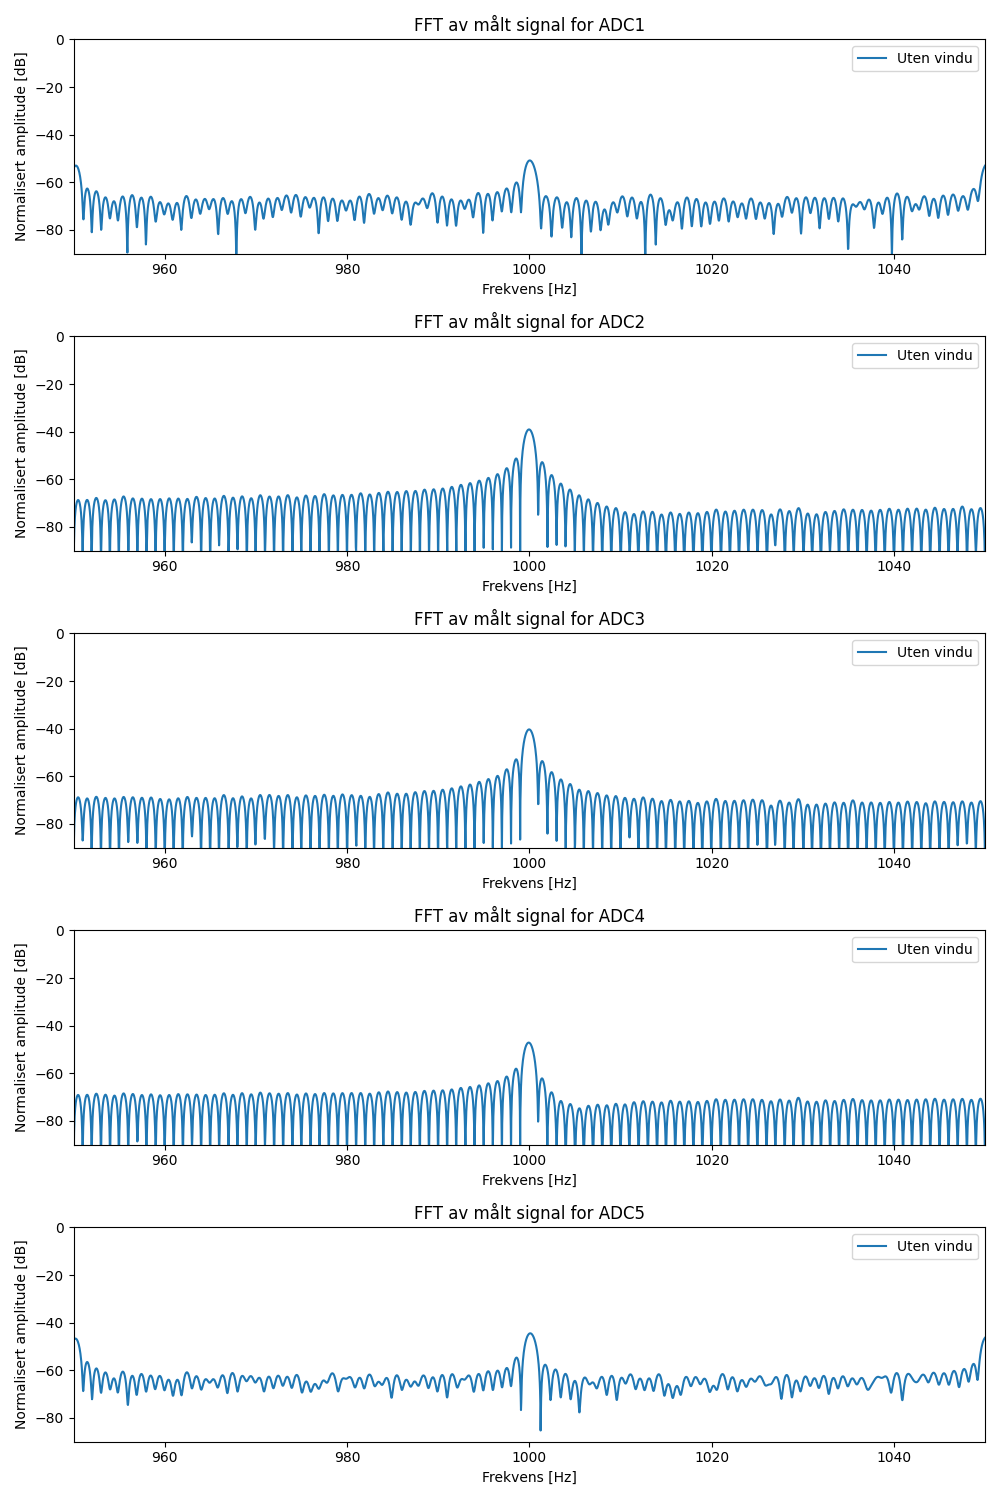 FFT av målt signal for ADC1
Normalisert amplitude [dB]
0
−20
−40
−60
−80
Uten vindu
960 980 1000 1020 1040
Frekvens [Hz]
FFT av målt signal for ADC2
Normalisert amplitude [dB]
0
−20
−40
−60
−80
Uten vindu
960 980 1000 1020 1040
Frekvens [Hz]
FFT av målt signal for ADC3
Normalisert amplitude [dB]
0
−20
−40
−60
−80
Uten vindu
960 980 1000 1020 1040
Frekvens [Hz]
FFT av målt signal for ADC4
Normalisert amplitude [dB]
0
−20
−40
−60
−80
Uten vindu
960 980 1000 1020 1040
Frekvens [Hz]
FFT av målt signal for ADC5
Normalisert amplitude [dB]
0
−20
−40
−60
−80
Uten vindu
960 980 1000 1020 1040
Frekvens [Hz]